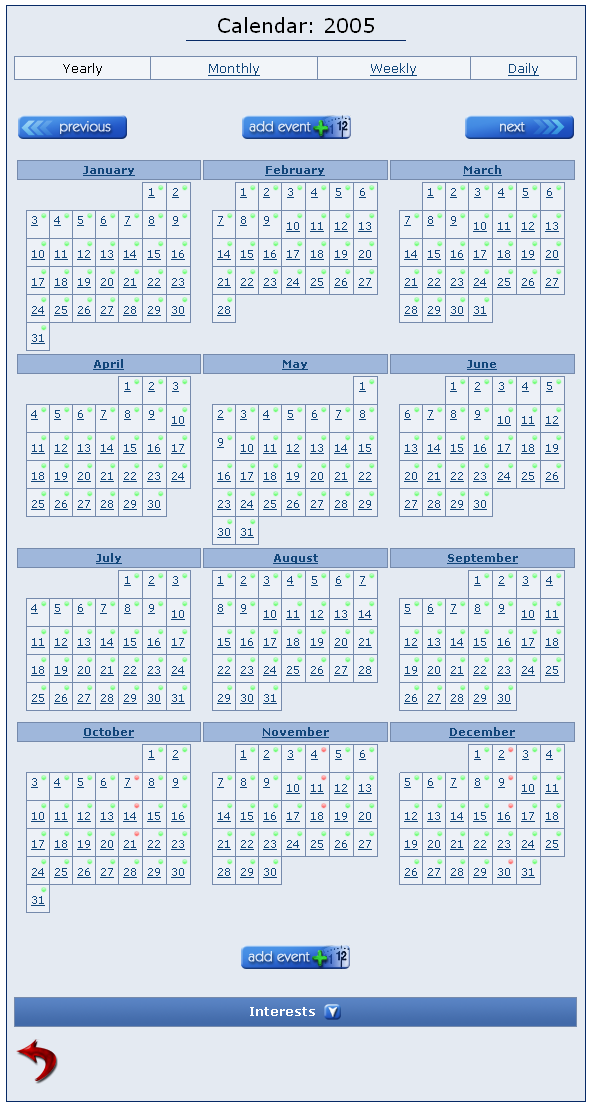 Calendar: 2005
Yearly Monthly Weekly Daily
previous add event 12 next
January February March
1 2 1 2 3 4 5 6 1 2 3 4 5 6
3 4 5 6 7 8 9 7 8 9 10 11 12 13 7 8 9 10 11 12 13
10 11 12 13 14 15 16 14 15 16 17 18 19 20 14 15 16 17 18 19 20
17 18 19 20 21 22 23 21 22 23 24 25 26 27 21 22 23 24 25 26 27
24 25 26 27 28 29 30 28 28 29 30 31
31
April May June
1 2 3 1 1 2 3 4 5
4 5 6 7 8 9 10 2 3 4 5 6 7 8 6 7 8 9 10 11 12
11 12 13 14 15 16 17 9 10 11 12 13 14 15 13 14 15 16 17 18 19
18 19 20 21 22 23 24 16 17 18 19 20 21 22 20 21 22 23 24 25 26
25 26 27 28 29 30 23 24 25 26 27 28 29 27 28 29 30
30 31
July August September
1 2 3 1 2 3 4 5 6 7 1 2 3 4
4 5 6 7 8 9 10 8 9 10 11 12 13 14 5 6 7 8 9 10 11
11 12 13 14 15 16 17 15 16 17 18 19 20 21 12 13 14 15 16 17 18
18 19 20 21 22 23 24 22 23 24 25 26 27 28 19 20 21 22 23 24 25
25 26 27 28 29 30 31 29 30 31 26 27 28 29 30
October November December
1 2 1 2 3 4 5 6 1 2 3 4
3 4 5 6 7 8 9 7 8 9 10 11 12 13 5 6 7 8 9 10 11
10 11 12 13 14 15 16 14 15 16 17 18 19 20 12 13 14 15 16 17 18
17 18 19 20 21 22 23 21 22 23 24 25 26 27 19 20 21 22 23 24 25
24 25 26 27 28 29 30 28 29 30 26 27 28 29 30 31
31
add event 12
Interests